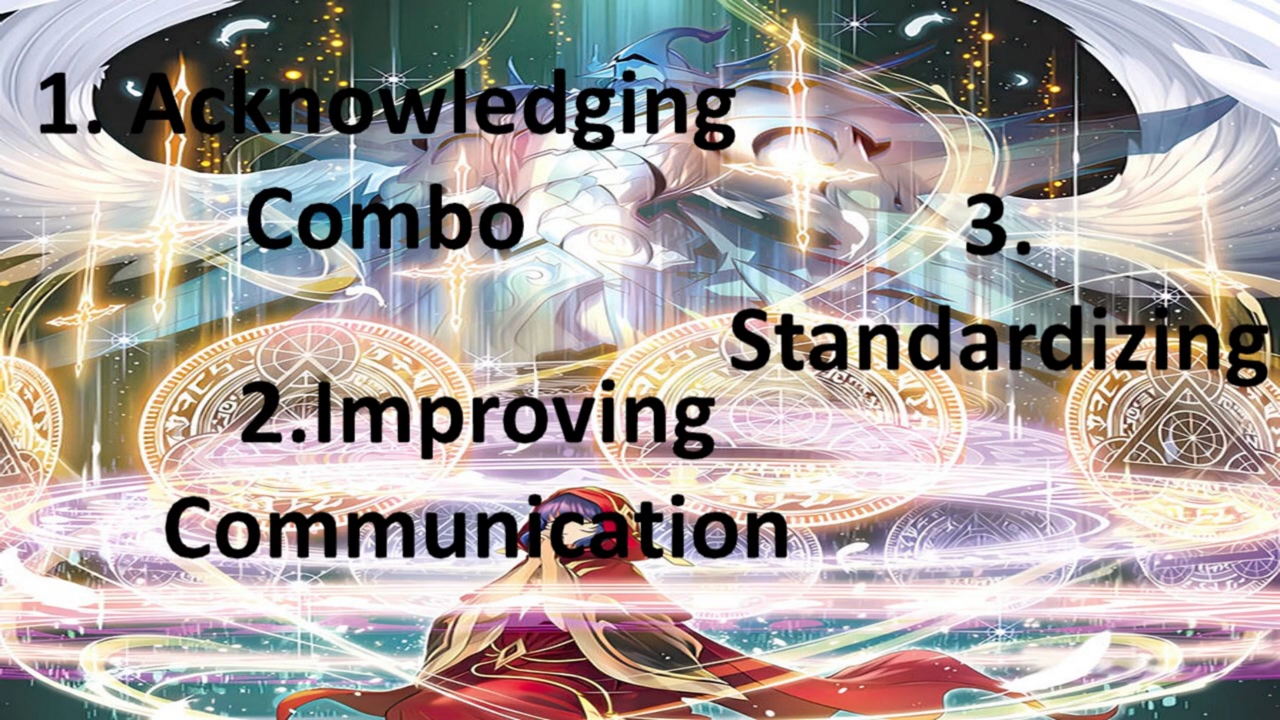 1. Acknowledging
Combo
2.Improving
Communication
3.
Standardizing